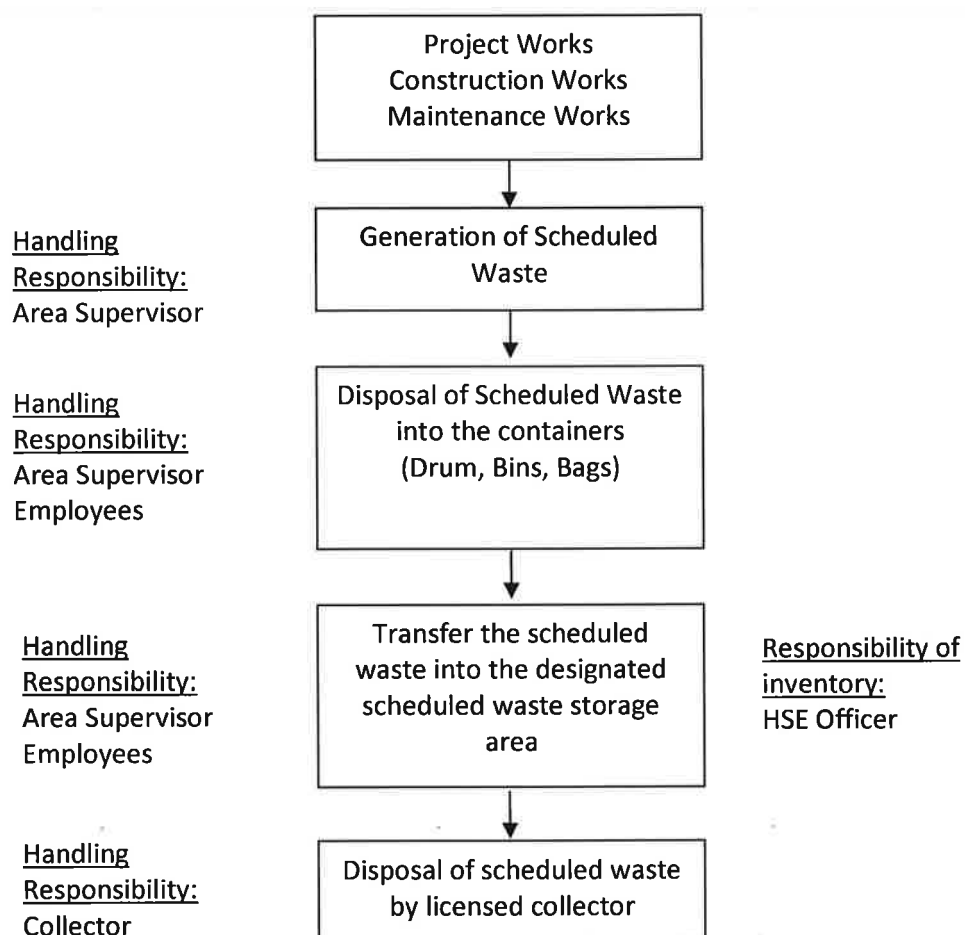 Project Works
Construction Works
Maintenance Works
Handling
Responsibility:
Area Supervisor
Generation of Scheduled
Waste
Handling
Responsibility:
Area Supervisor
Employees
Disposal of Scheduled Waste
into the containers
(Drum, Bins, Bags)
Handling
Responsibility:
Area Supervisor
Employees
Transfer the scheduled
waste into the designated
scheduled waste storage
area
Responsibility of
inventory:
HSE Officer
Handling
Responsibility:
Collector
Disposal of scheduled waste
by licensed collector